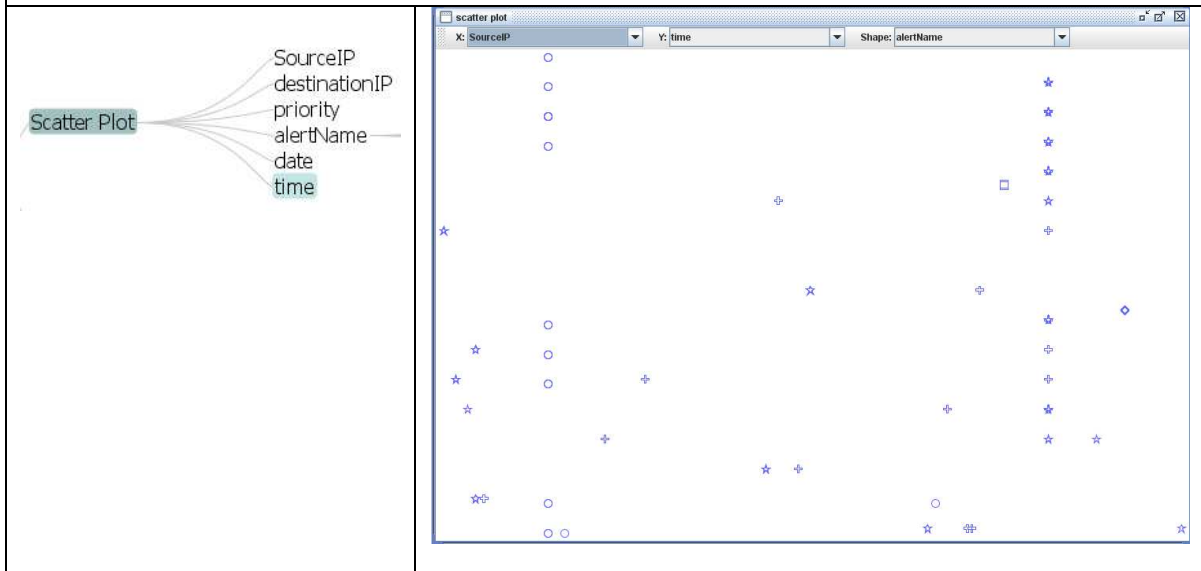 Scatter Plot
SourceIP
destinationIP
priority
alertName
date
time
scatter plot
X: SourceIP Y: time Shape: alertName